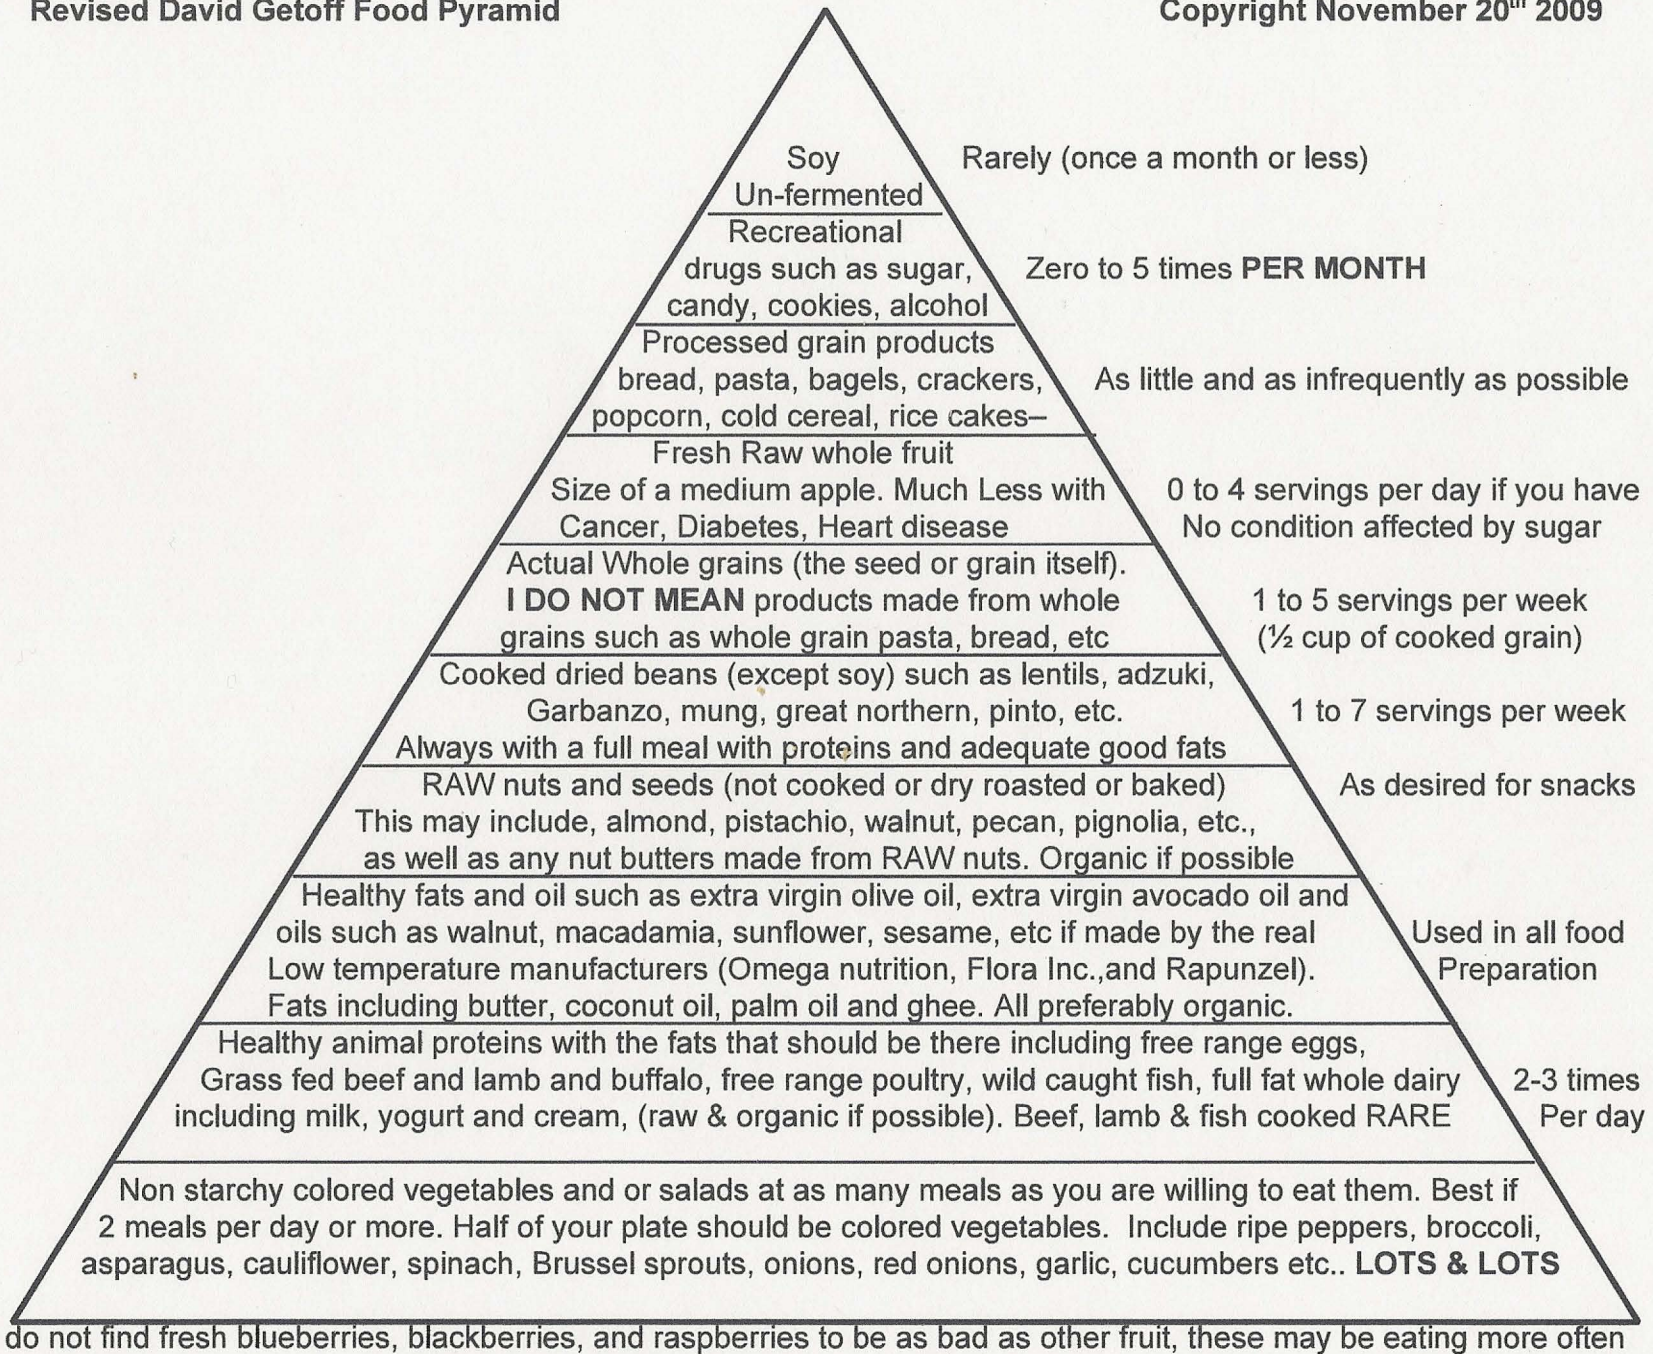 Revised David Getoff Food Pyramid
Copyright November 20th 2009
Soy
Rarely (once a month or less)
Un-fermented
Recreational
drugs such as sugar,
Zero to 5 times PER MONTH
candy, cookies, alcohol
Processed grain products
bread, pasta, bagels, crackers,
As little and as infrequently as possible
popcorn, cold cereal, rice cakes–
Fresh Raw whole fruit
Size of a medium apple. Much Less with
0 to 4 servings per day if you have
Cancer, Diabetes, Heart disease
No condition affected by sugar
Actual Whole grains (the seed or grain itself).
I DO NOT MEAN products made from whole
1 to 5 servings per week
grains such as whole grain pasta, bread, etc
(½ cup of cooked grain)
Cooked dried beans (except soy) such as lentils, adzuki,
Garbanzo, mung, great northern, pinto, etc.
1 to 7 servings per week
Always with a full meal with proteins and adequate good fats
RAW nuts and seeds (not cooked or dry roasted or baked)
As desired for snacks
This may include, almond, pistachio, walnut, pecan, pignolia, etc.,
as well as any nut butters made from RAW nuts. Organic if possible
Healthy fats and oil such as extra virgin olive oil, extra virgin avocado oil and
oils such as walnut, macadamia, sunflower, sesame, etc if made by the real
Used in all food
Low temperature manufacturers (Omega nutrition, Flora Inc.,and Rapunzel).
Preparation
Fats including butter, coconut oil, palm oil and ghee. All preferably organic.
Healthy animal proteins with the fats that should be there including free range eggs,
Grass fed beef and lamb and buffalo, free range poultry, wild caught fish, full fat whole dairy
2-3 times
including milk, yogurt and cream, (raw & organic if possible). Beef, lamb & fish cooked RARE
Per day
Non starchy colored vegetables and or salads at as many meals as you are willing to eat them. Best if
2 meals per day or more. Half of your plate should be colored vegetables. Include ripe peppers, broccoli,
asparagus, cauliflower, spinach, Brussel sprouts, onions, red onions, garlic, cucumbers etc.. LOTS & LOTS
do not find fresh blueberries, blackberries, and raspberries to be as bad as other fruit, these may be eating more often